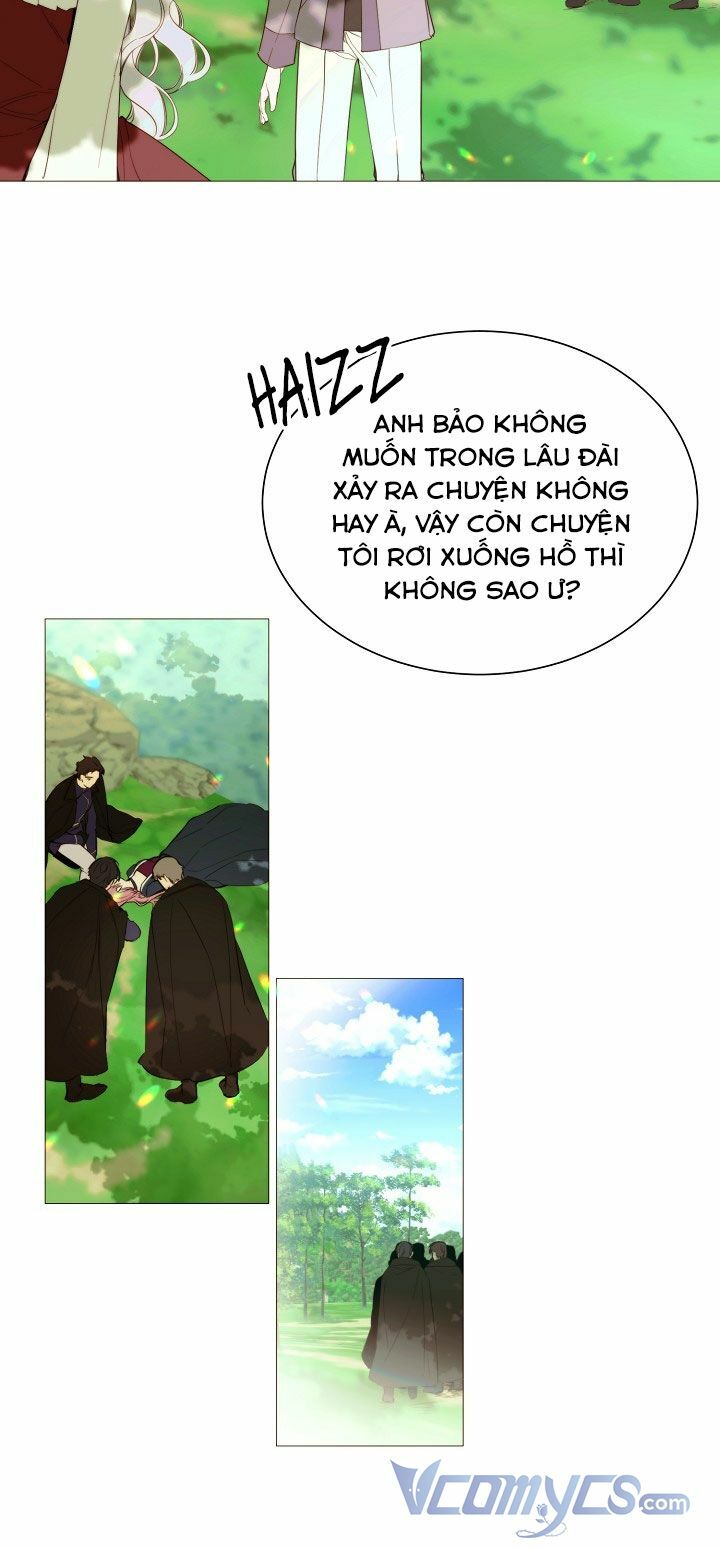 HAIZZ
ANH BẢO KHÔNG
MUỐN TRONG LÂU ĐÀI
XẢY RA CHUYỆN KHÔNG
HAY À, VẬY CÒN CHUYỆN
TÔI RƠI XUỐNG HỒ THÌ
KHÔNG SAO Ư?
VCOMYCS.com